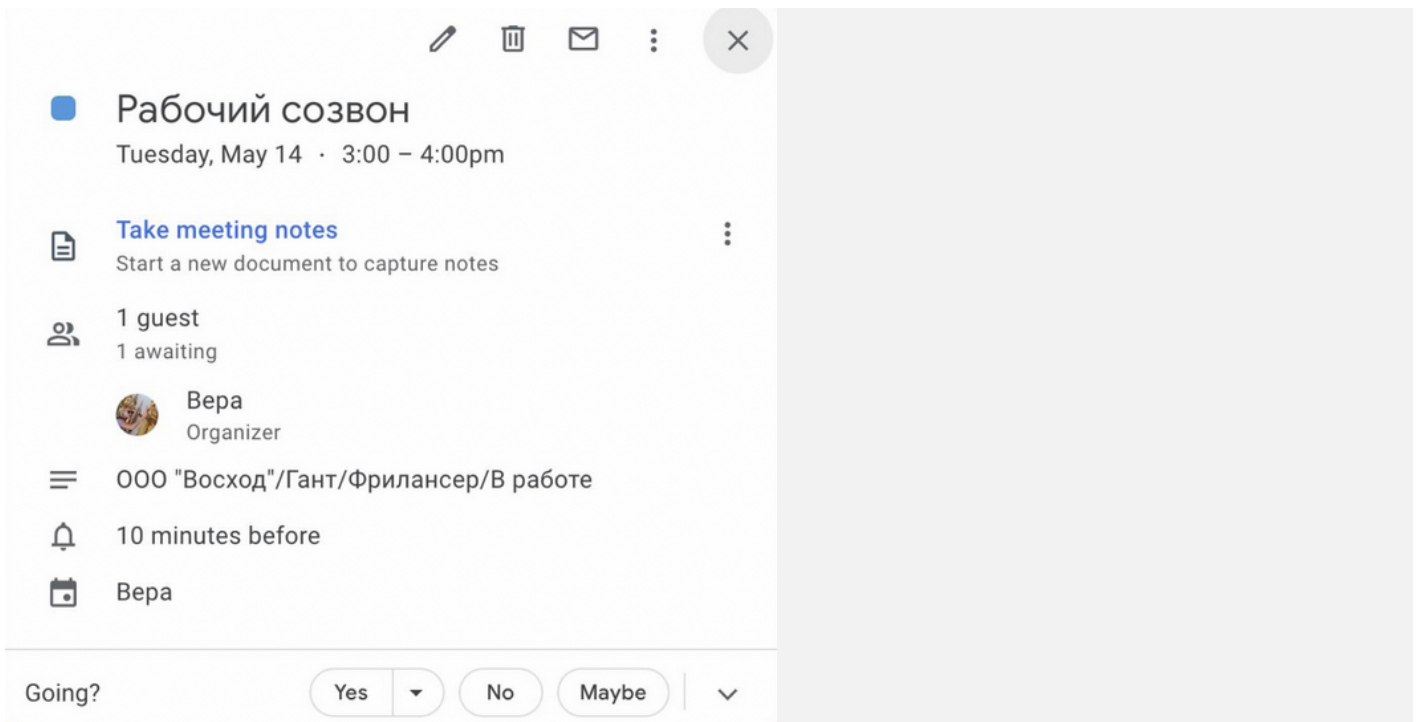 Рабочий созвон
Tuesday, May 14 · 3:00 – 4:00pm
Take meeting notes
Start a new document to capture notes
1 guest
1 awaiting
Вера
Organizer
ООО "Восход"/Гант/Фрилансер/В работе
10 minutes before
Вера
Going?
Yes
No
Maybe